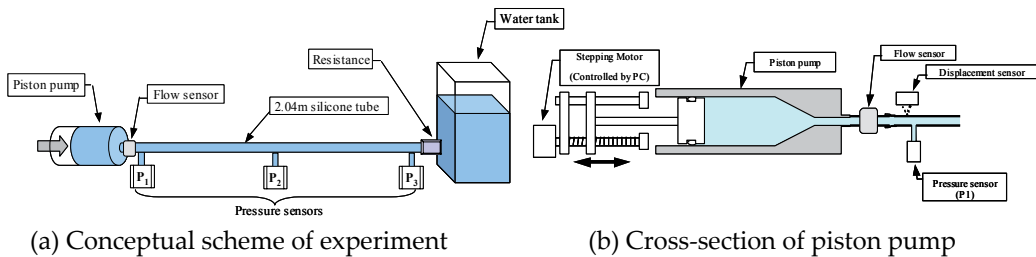 Water tank
Resistance
Piston pump
Flow sensor
2.04m silicone tube
P1
P2
P3
Pressure sensors
(a) Conceptual scheme of experiment
Stepping Motor
(Controlled by PC)
Piston pump
Flow sensor
Displacement sensor
Pressure sensor
(P1)
(b) Cross-section of piston pump